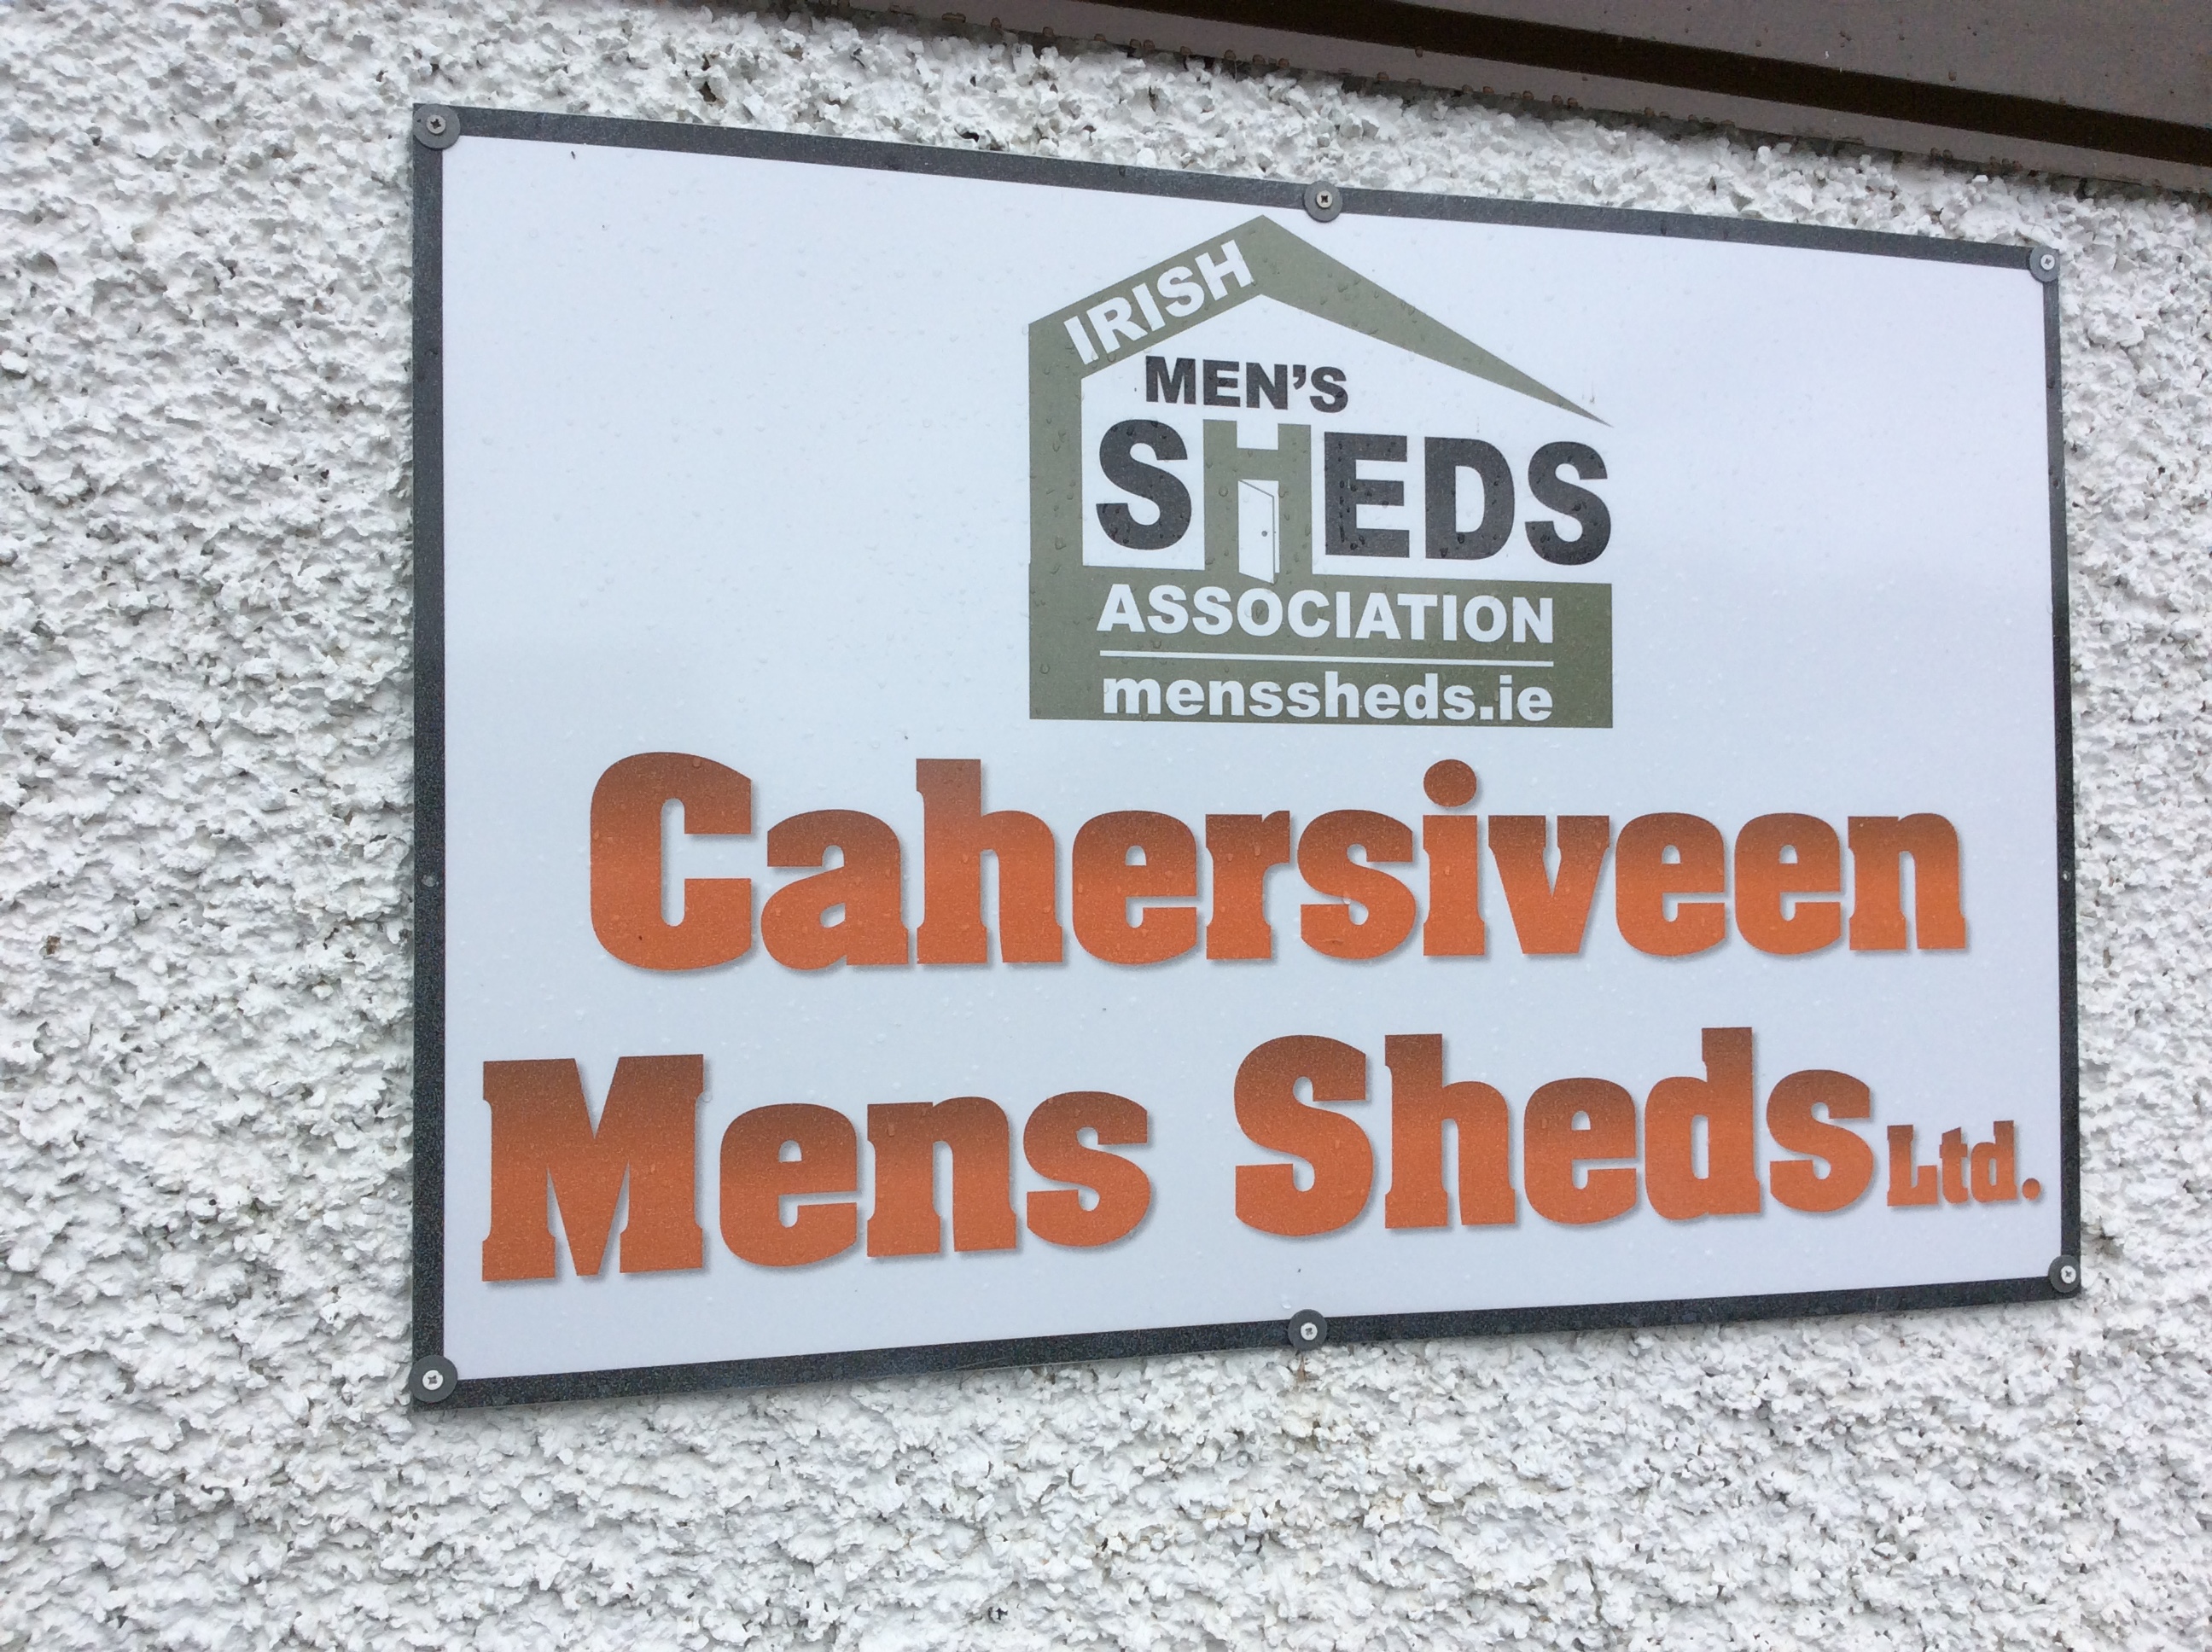 IRISH
MEN'S
SHEDS
ASSOCIATION
menssheds.ie
Cahersiveen
Mens Sheds Ltd.